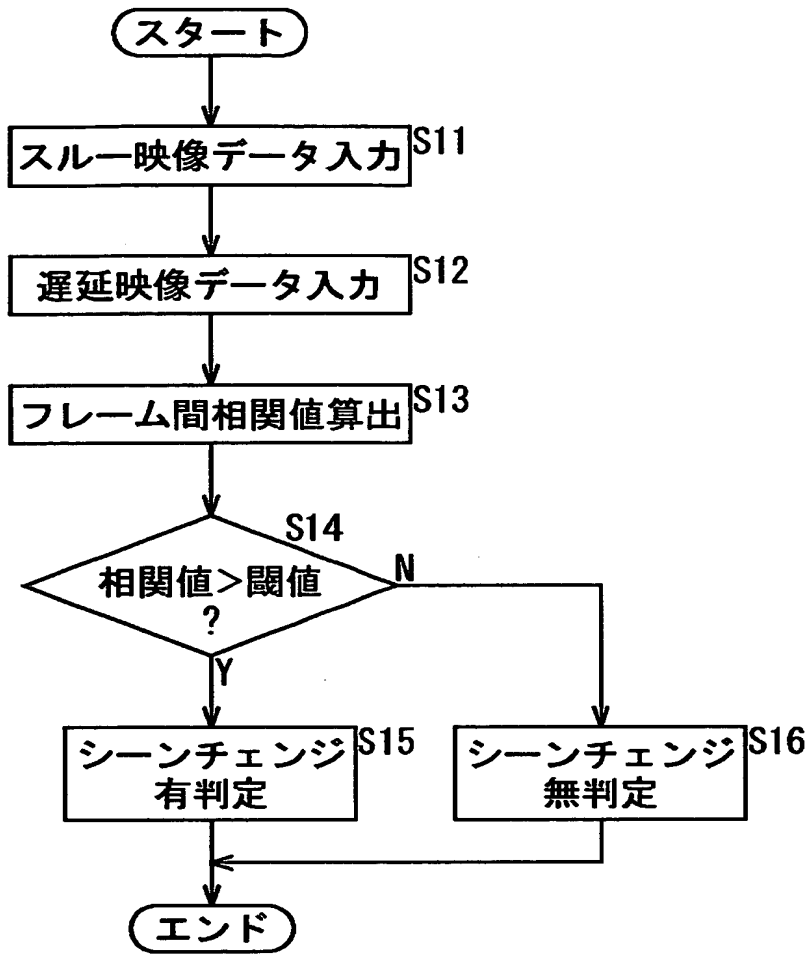 スタート
スルー映像データ入力
S11
遅延映像データ入力
S12
フレーム間相関値算出
S13
S14
相関値>閾値
?
N
Y
シーンチェンジ
有判定
S15
シーンチェンジ
無判定
S16
エンド